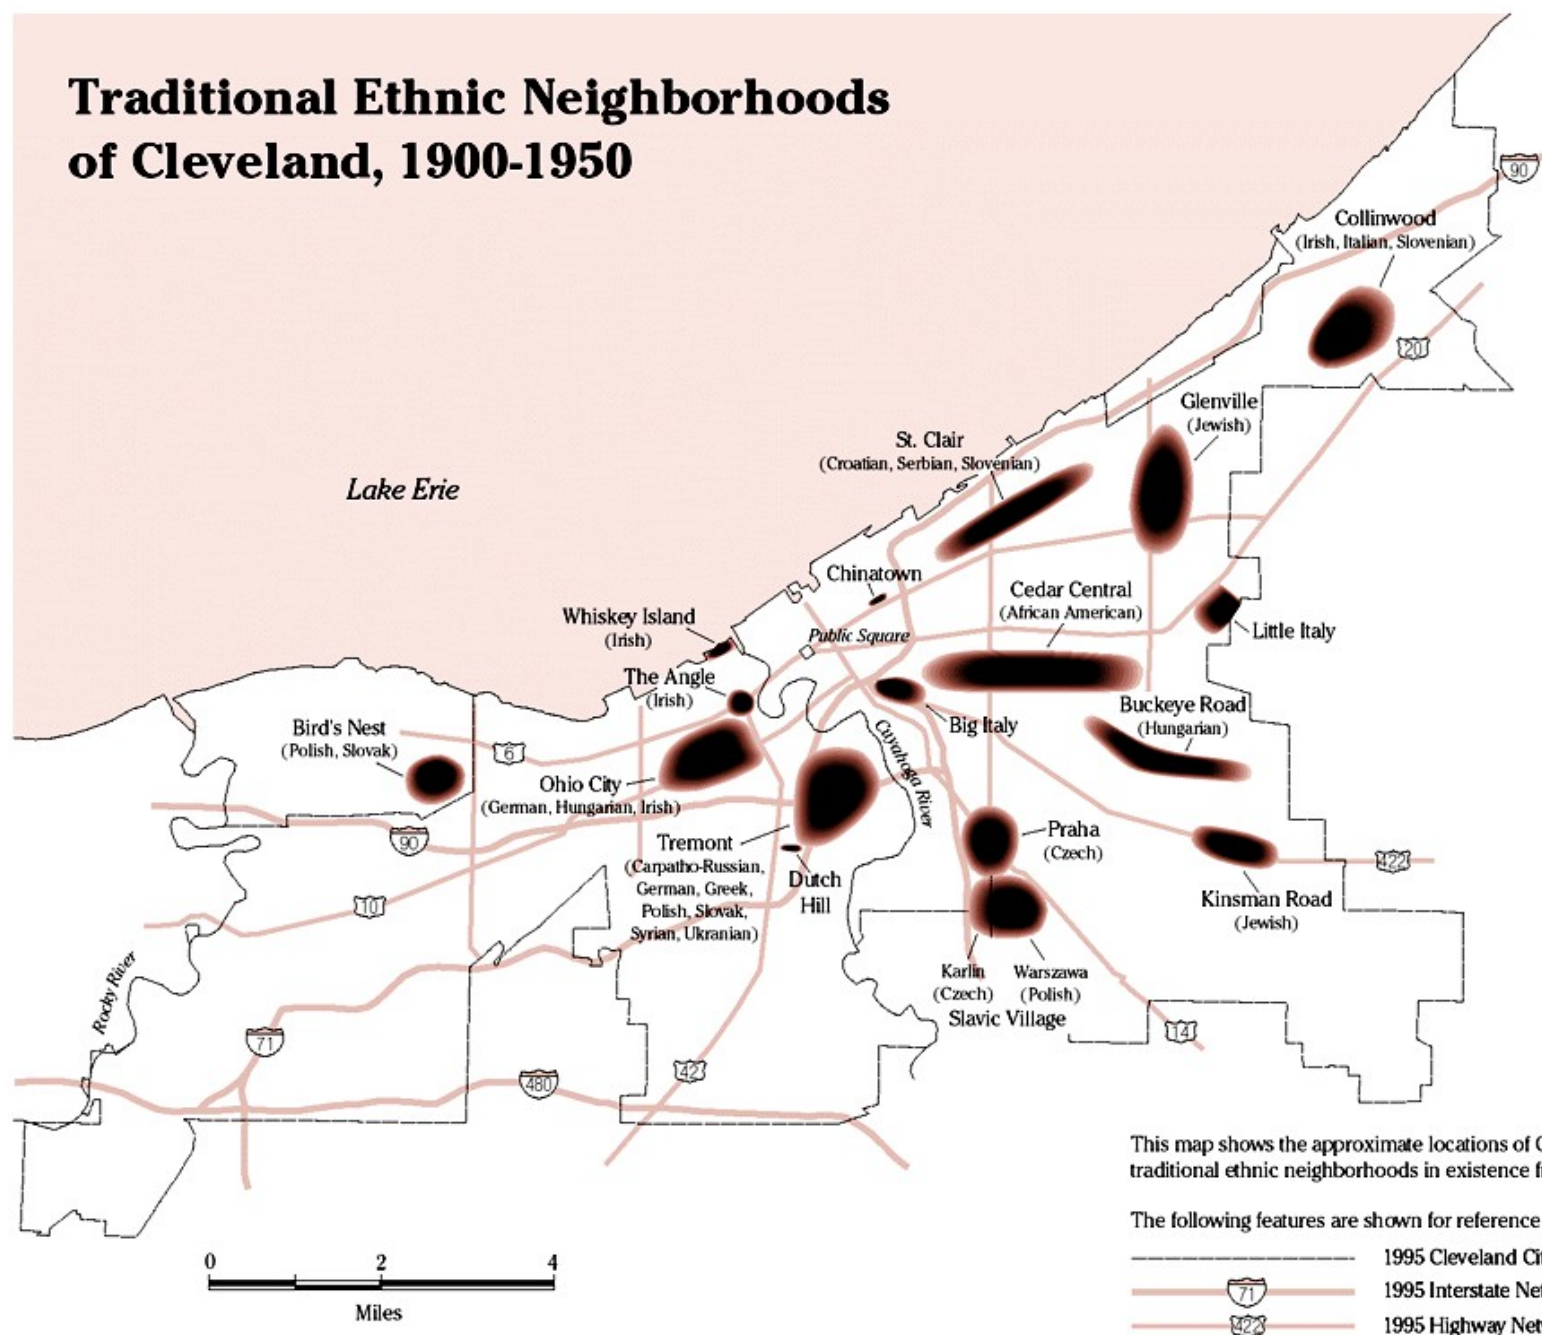 Traditional Ethnic Neighborhoods
of Cleveland, 1900-1950
90
Collinwood
(Irish, Italian, Slovenian)
20
Glenville
(Jewish)
St. Clair
(Croatian, Serbian, Slovenian)
Lake Erie
Chinatown
Cedar Central
(African American)
Whiskey Island
(Irish)
Public Square
Little Italy
The Angle
(Irish)
Buckeye Road
(Hungarian)
Big Italy
Bird's Nest
(Polish, Slovak)
6
Cuyahoga River
Ohio City
(German, Hungarian, Irish)
90
Tremont
(Carpatho-Russian,
German, Greek,
Polish, Slovak,
Syrian, Ukranian)
Dutch
Hill
Praha
(Czech)
422
Kinsman Road
(Jewish)
10
Rocky River
Karlin
(Czech)
Warszawa
(Polish)
Slavic Village
14
71
42
480
This map shows the approximate locations of
traditional ethnic neighborhoods in existence
The following features are shown for reference
1995 Cleveland
71
1995 Interstate
422
1995 Highway
0 2 4
Miles